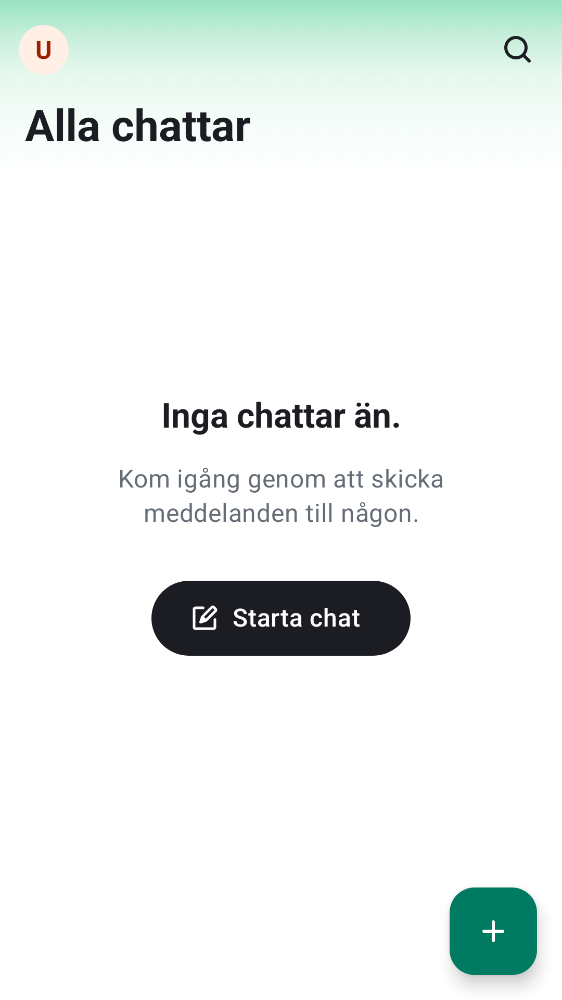 U
Alla chattar
Inga chattar än.
Kom igång genom att skicka
meddelanden till någon.
Starta chat